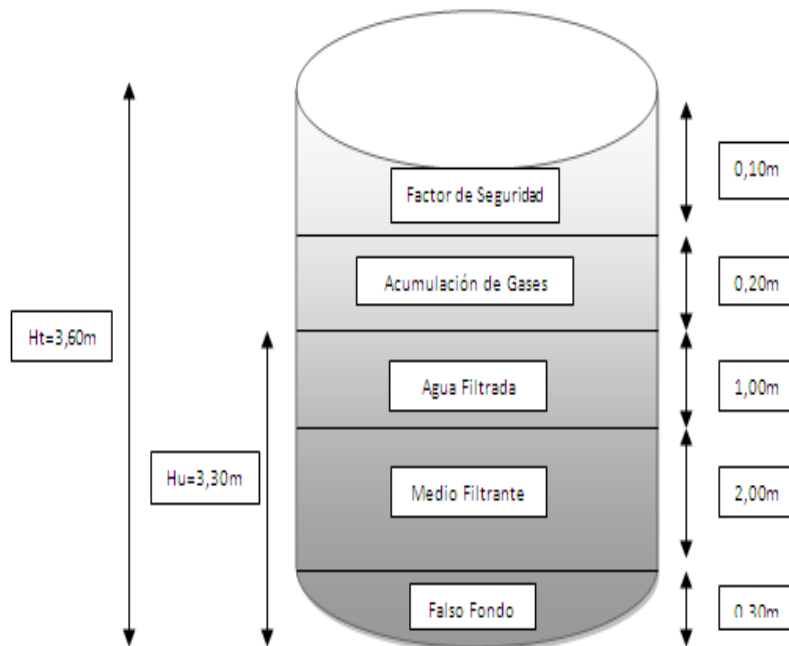 Factor de Seguridad
0,10m
Acumulación de Gases
0,20m
Ht=3,60m
Agua Filtrada
1,00m
Hu=3,30m
Medio Filtrante
2,00m
Falso Fondo
0,30m